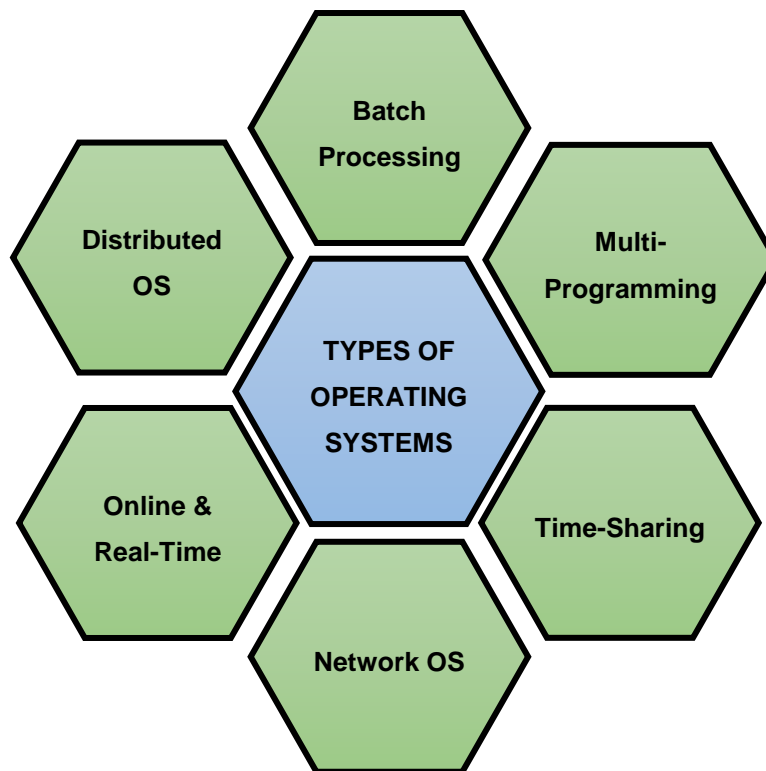 Batch
Processing
Distributed
OS
Multi-
Programming
TYPES OF
OPERATING
SYSTEMS
Online &
Real-Time
Time-Sharing
Network OS